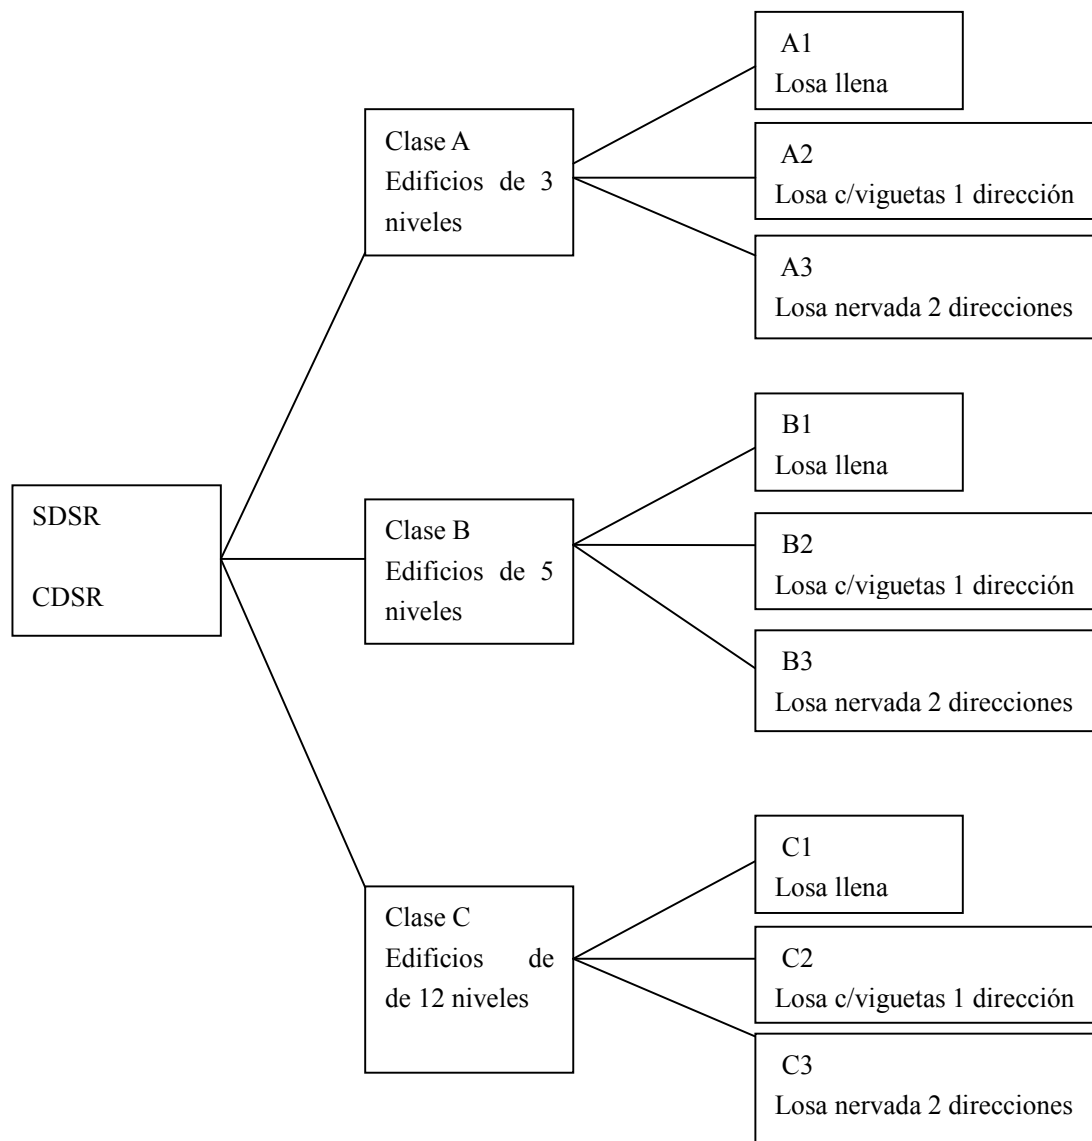 SDSR
CDSR
Clase A
Edificios de 3
niveles
A1
Losa llena
A2
Losa c/viguetas 1 dirección
A3
Losa nervada 2 direcciones
Clase B
Edificios de 5
niveles
B1
Losa llena
B2
Losa c/viguetas 1 dirección
B3
Losa nervada 2 direcciones
Clase C
Edificios de
de 12 niveles
C1
Losa llena
C2
Losa c/viguetas 1 dirección
C3
Losa nervada 2 direcciones